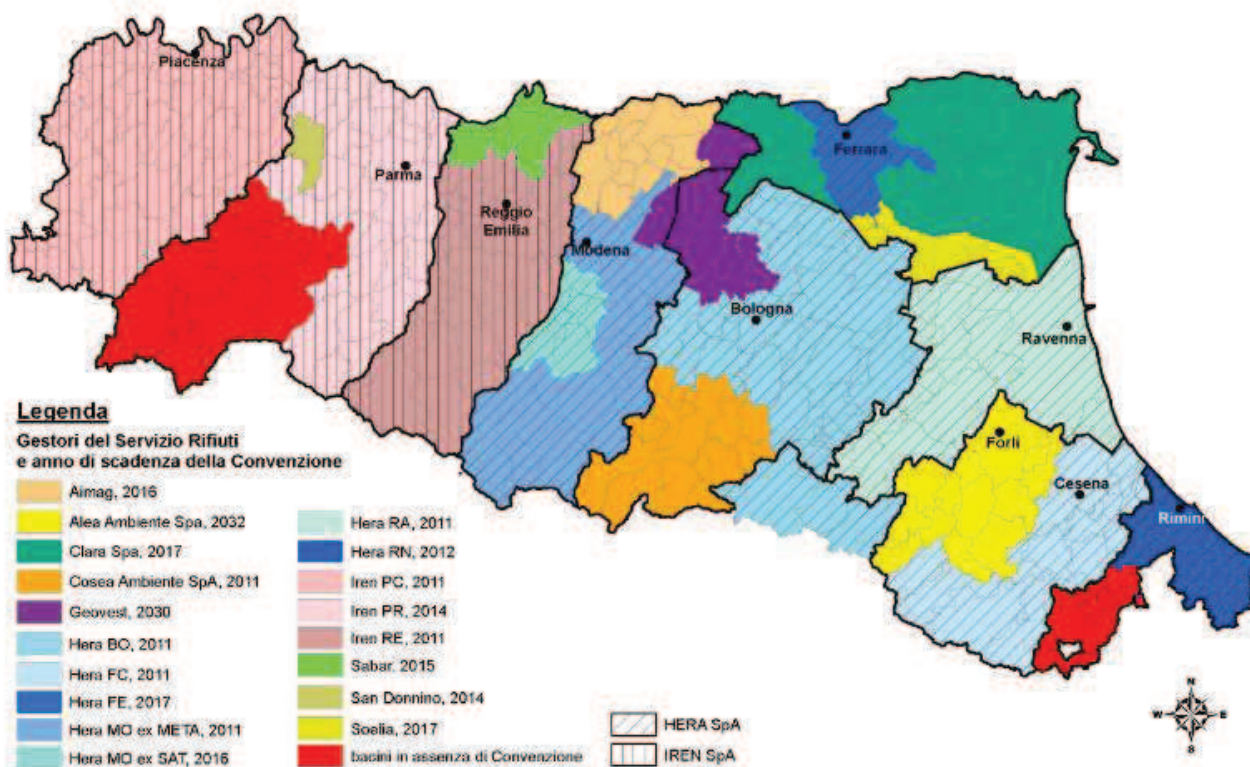 Piacenza
Parma
Reggio
Emilia
Modena
Ferrara
Bologna
Ravenna
Forlì
Cesena
Rimini
Legenda
Gestori del Servizio Rifiuti
e anno di scadenza della Convenzione
Aimag, 2016
Alea Ambiente Spa, 2032
Clara Spa, 2017
Cosea Ambiente SpA, 2011
Geovest, 2030
Hera BO, 2011
Hera FC, 2011
Hera FE, 2017
Hera MO ex META, 2011
Hera MO ex SAT, 2016
Hera RA, 2011
Hera RN, 2012
Iren PC, 2011
Iren PR, 2014
Iren RE, 2011
Sabar, 2015
San Donnino, 2014
Soelia, 2017
bacini in assenza di Convenzione
HERA SpA
IREN SpA
N
W E
S